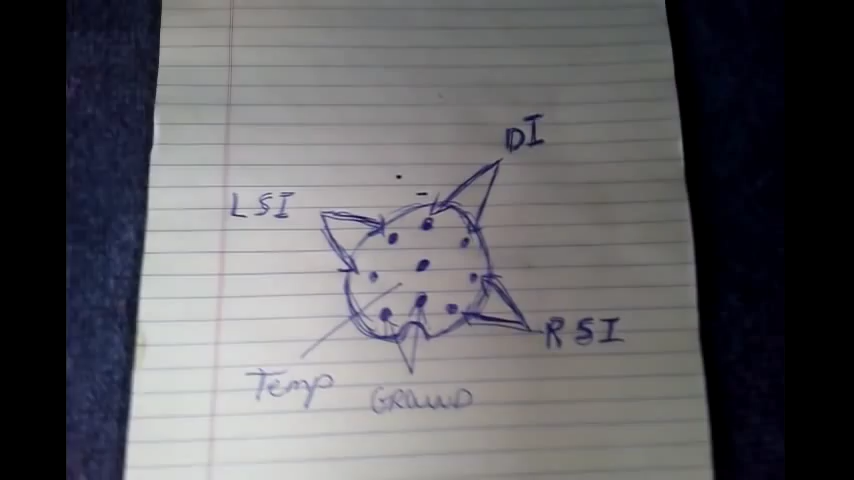 DI
LSI
RSI
Temp
GROUND